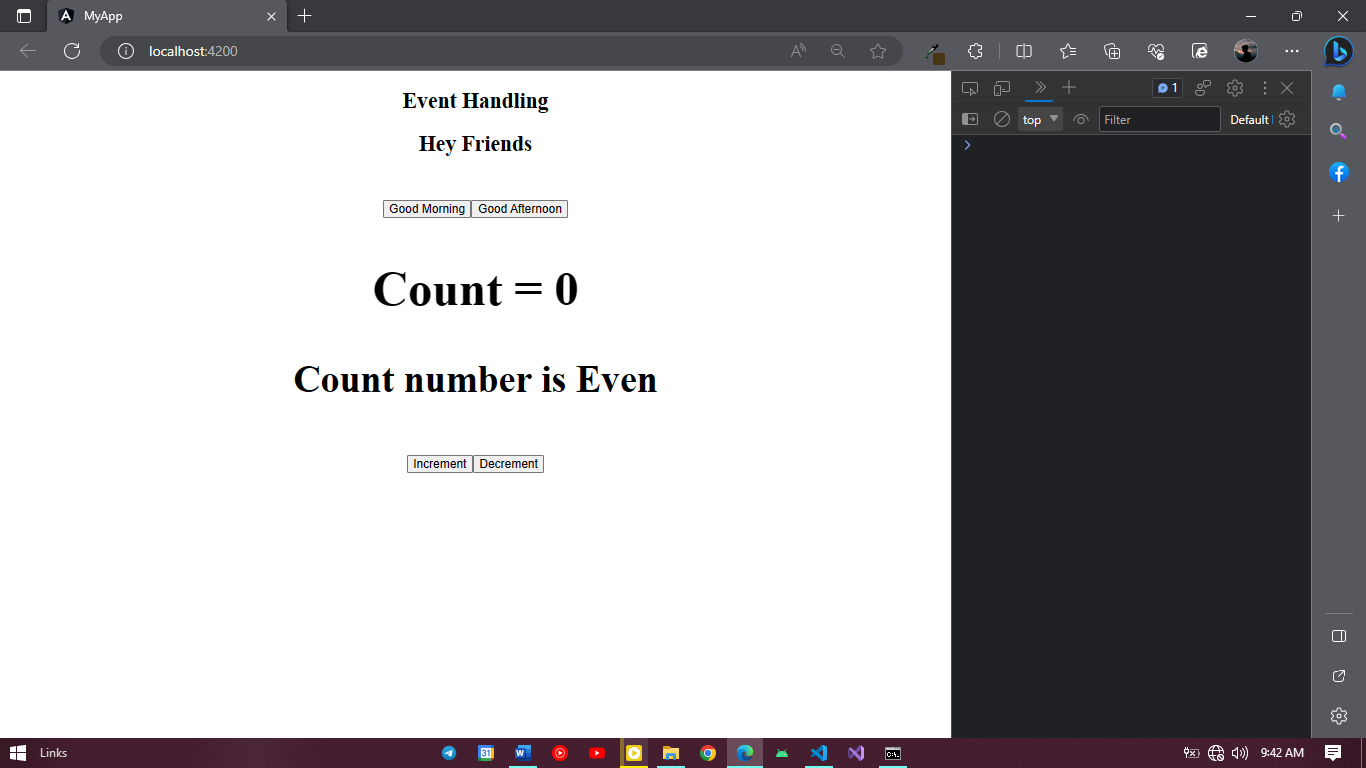 MyApp
localhost:4200
Event Handling
Hey Friends
Good Morning Good Afternoon
Count = 0
Count number is Even
Increment Decrement
1
top Filter Default
Links
31
9:42 AM